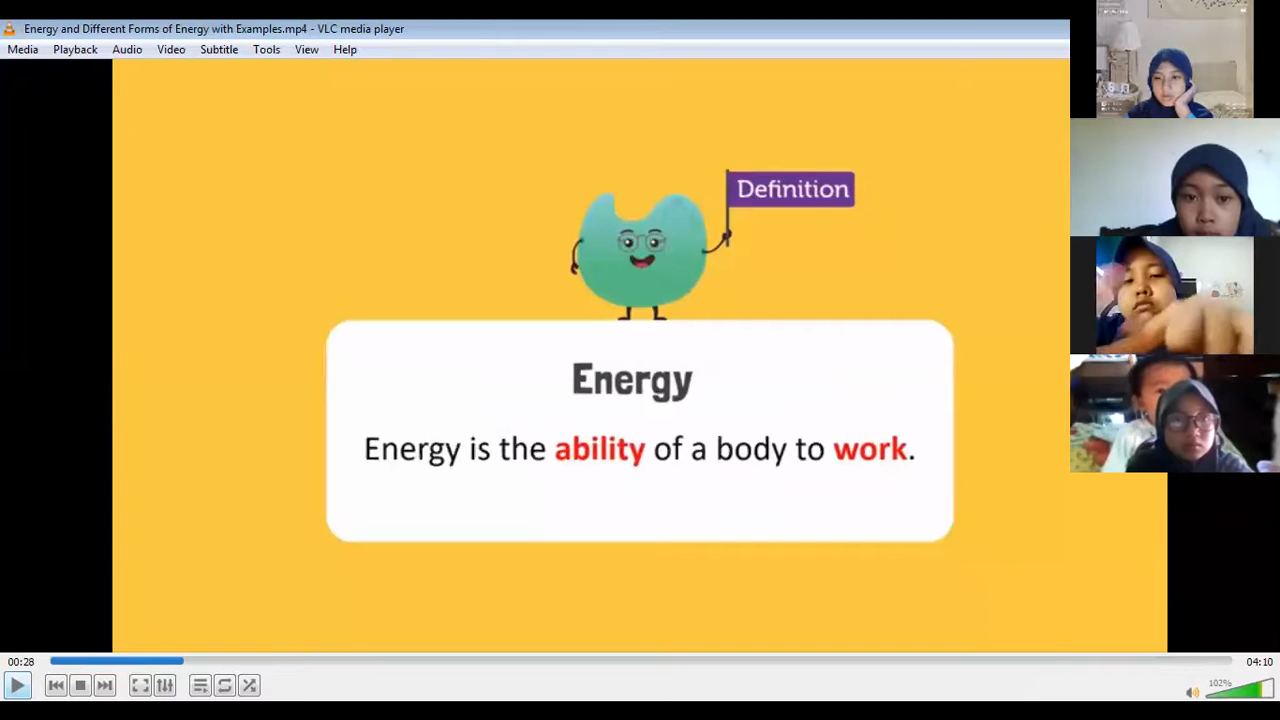 Energy and Different Forms of Energy with Examples.mp4 - VLC media player
Media Playback Audio Video Subtitle Tools View Help
Definition
Energy
Energy is the ability of a body to work.
00:28
04:10
102%